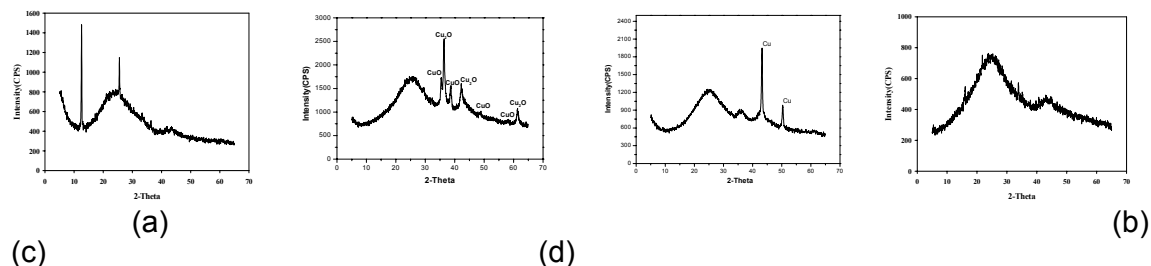 1600
1400
1200
1000
800
600
400
200
0
Intensity(CPS)
0 10 20 30 40 50 60 70
2-Theta
3000
2500
2000
1500
1000
500
0
Intensity(CPS)
CuO
Cu2O
CuO
Cu2O
CuO
CuO
Cu2O
0 10 20 30 40 50 60 70
2-Theta
2400
2100
1800
1500
1200
900
600
300
0
Intensity(CPS)
Cu
Cu
0 10 20 30 40 50 60 70
2-Theta
1000
800
600
400
200
0
Intensity(CPS)
0 10 20 30 40 50 60 70
2-Theta
(a) (b)
(c) (d)